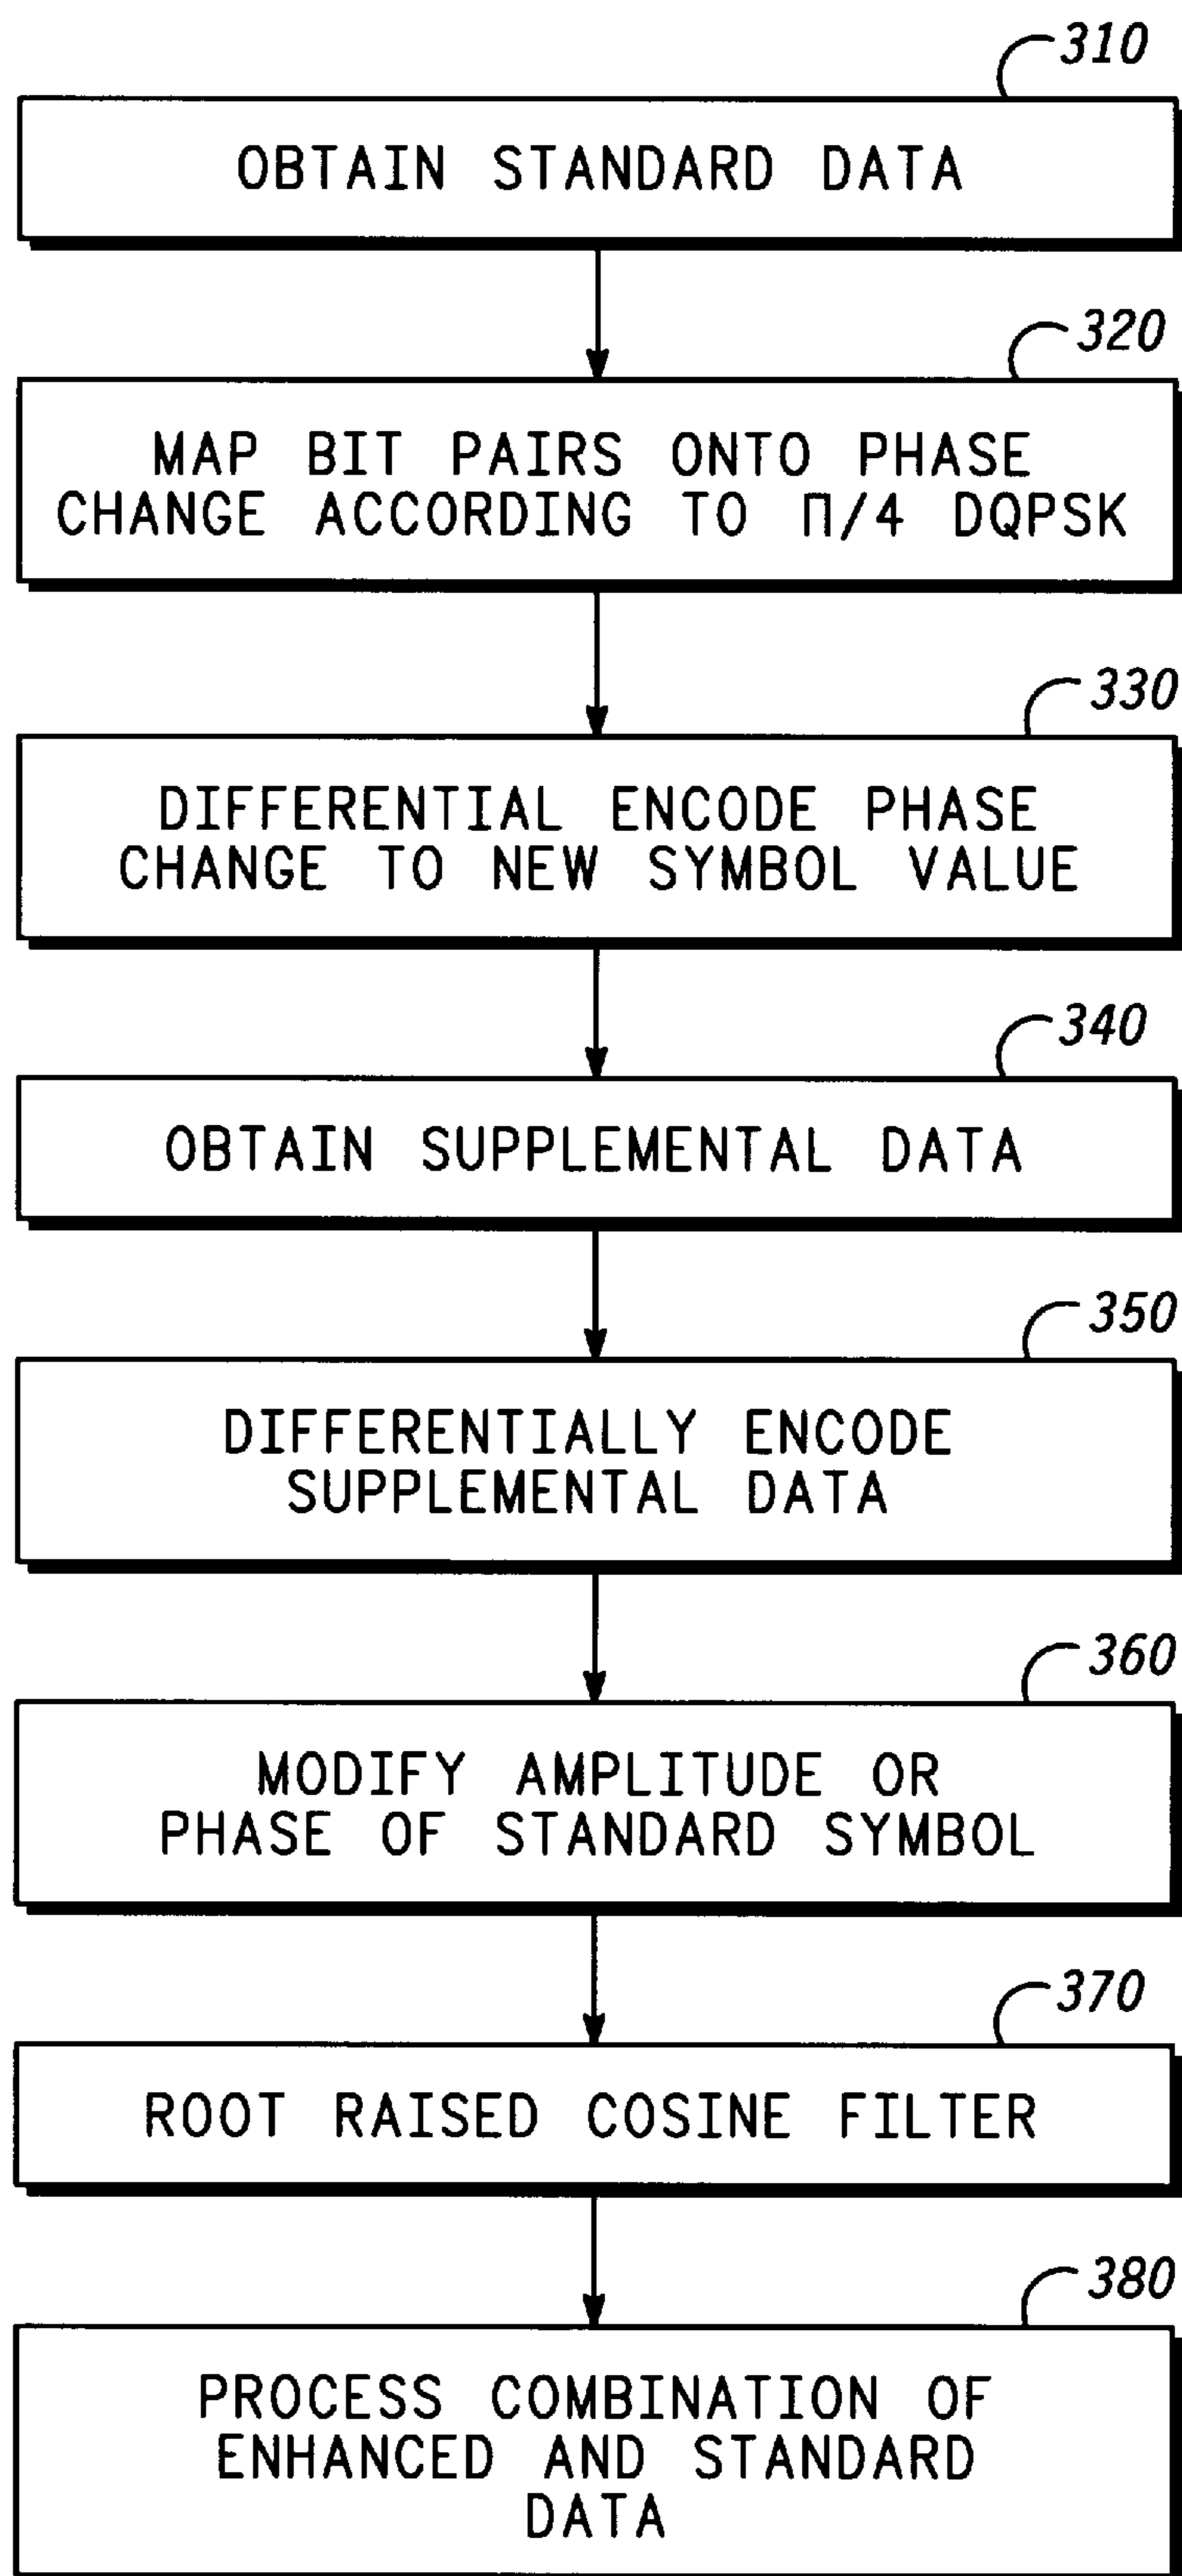 310
OBTAIN STANDARD DATA
320
MAP BIT PAIRS ONTO PHASE
CHANGE ACCORDING TO Π/4 DQPSK
330
DIFFERENTIAL ENCODE PHASE
CHANGE TO NEW SYMBOL VALUE
340
OBTAIN SUPPLEMENTAL DATA
350
DIFFERENTIALLY ENCODE
SUPPLEMENTAL DATA
360
MODIFY AMPLITUDE OR
PHASE OF STANDARD SYMBOL
370
ROOT RAISED COSINE FILTER
380
PROCESS COMBINATION OF
ENHANCED AND STANDARD
DATA